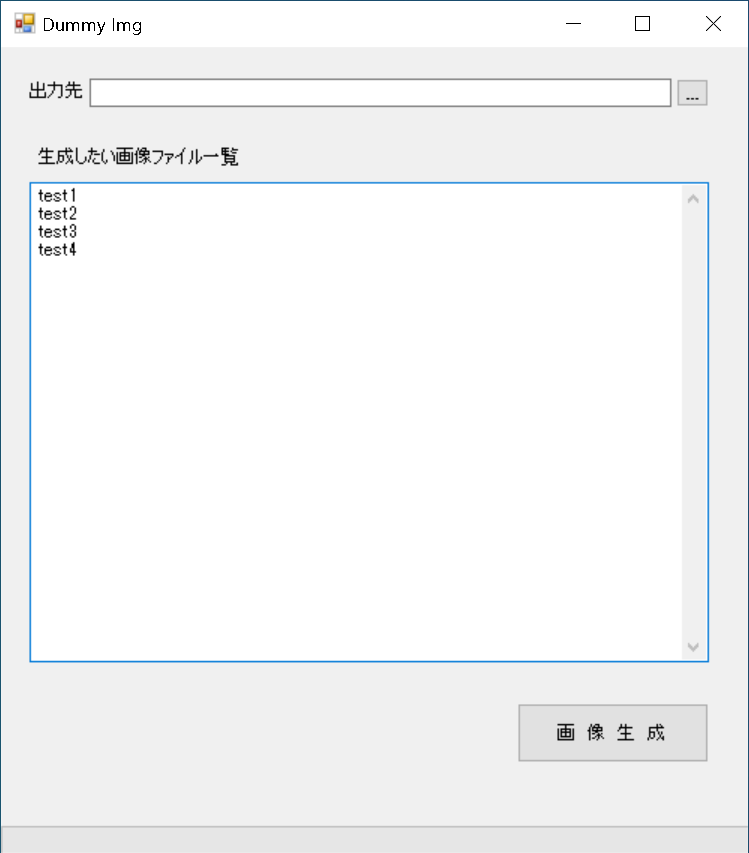 Dummy Img
出力先
...
生成したい画像ファイル一覧
test1
test2
test3
test4
画 像 生 成